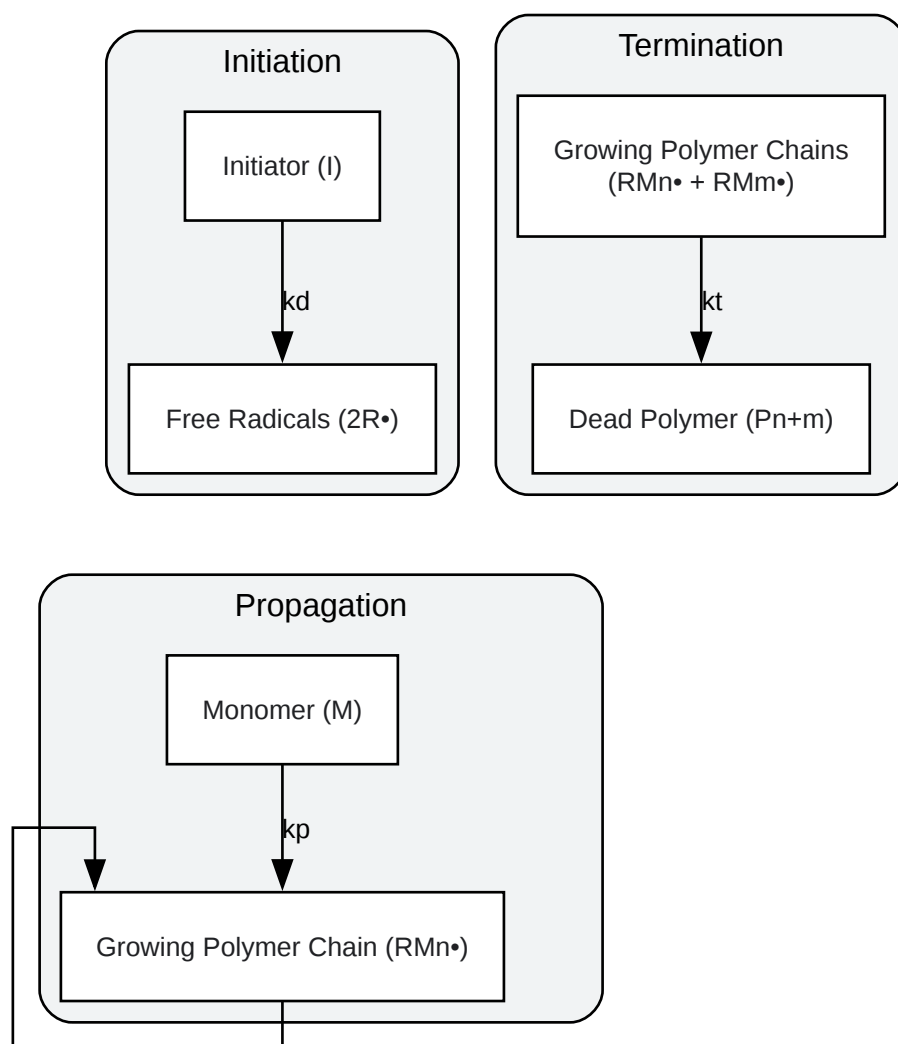 Initiation
Initiator (I)
kd
Free Radicals (2R•)
Termination
Growing Polymer Chains
(RMn• + RMm•)
kt
Dead Polymer (Pn+m)
Propagation
Monomer (M)
kp
Growing Polymer Chain (RMn•)